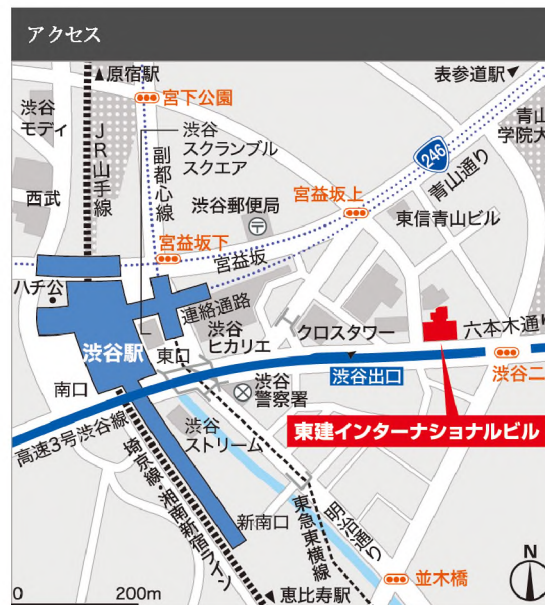 アクセス
原宿駅
表参道駅
宮下公園
渋谷
モディ
JR山手線
副都心線
渋谷
スクランブル
スクエア
青山
学院大
246
青山通り
西武
渋谷郵便局
宮益坂上
東信青山ビル
宮益坂下
宮益坂
ハチ公
連絡通路
渋谷駅
東口
渋谷
ヒカリエ
クロスタワー
六本木通り
渋谷出口
渋谷二
南口
渋谷
警察署
高速3号渋谷線
渋谷
ストリーム
東建インターナショナルビル
埼京線・湘南新宿ライン
新南口
東急東横線
明治通り
並木橋
恵比寿駅
0
200m
N